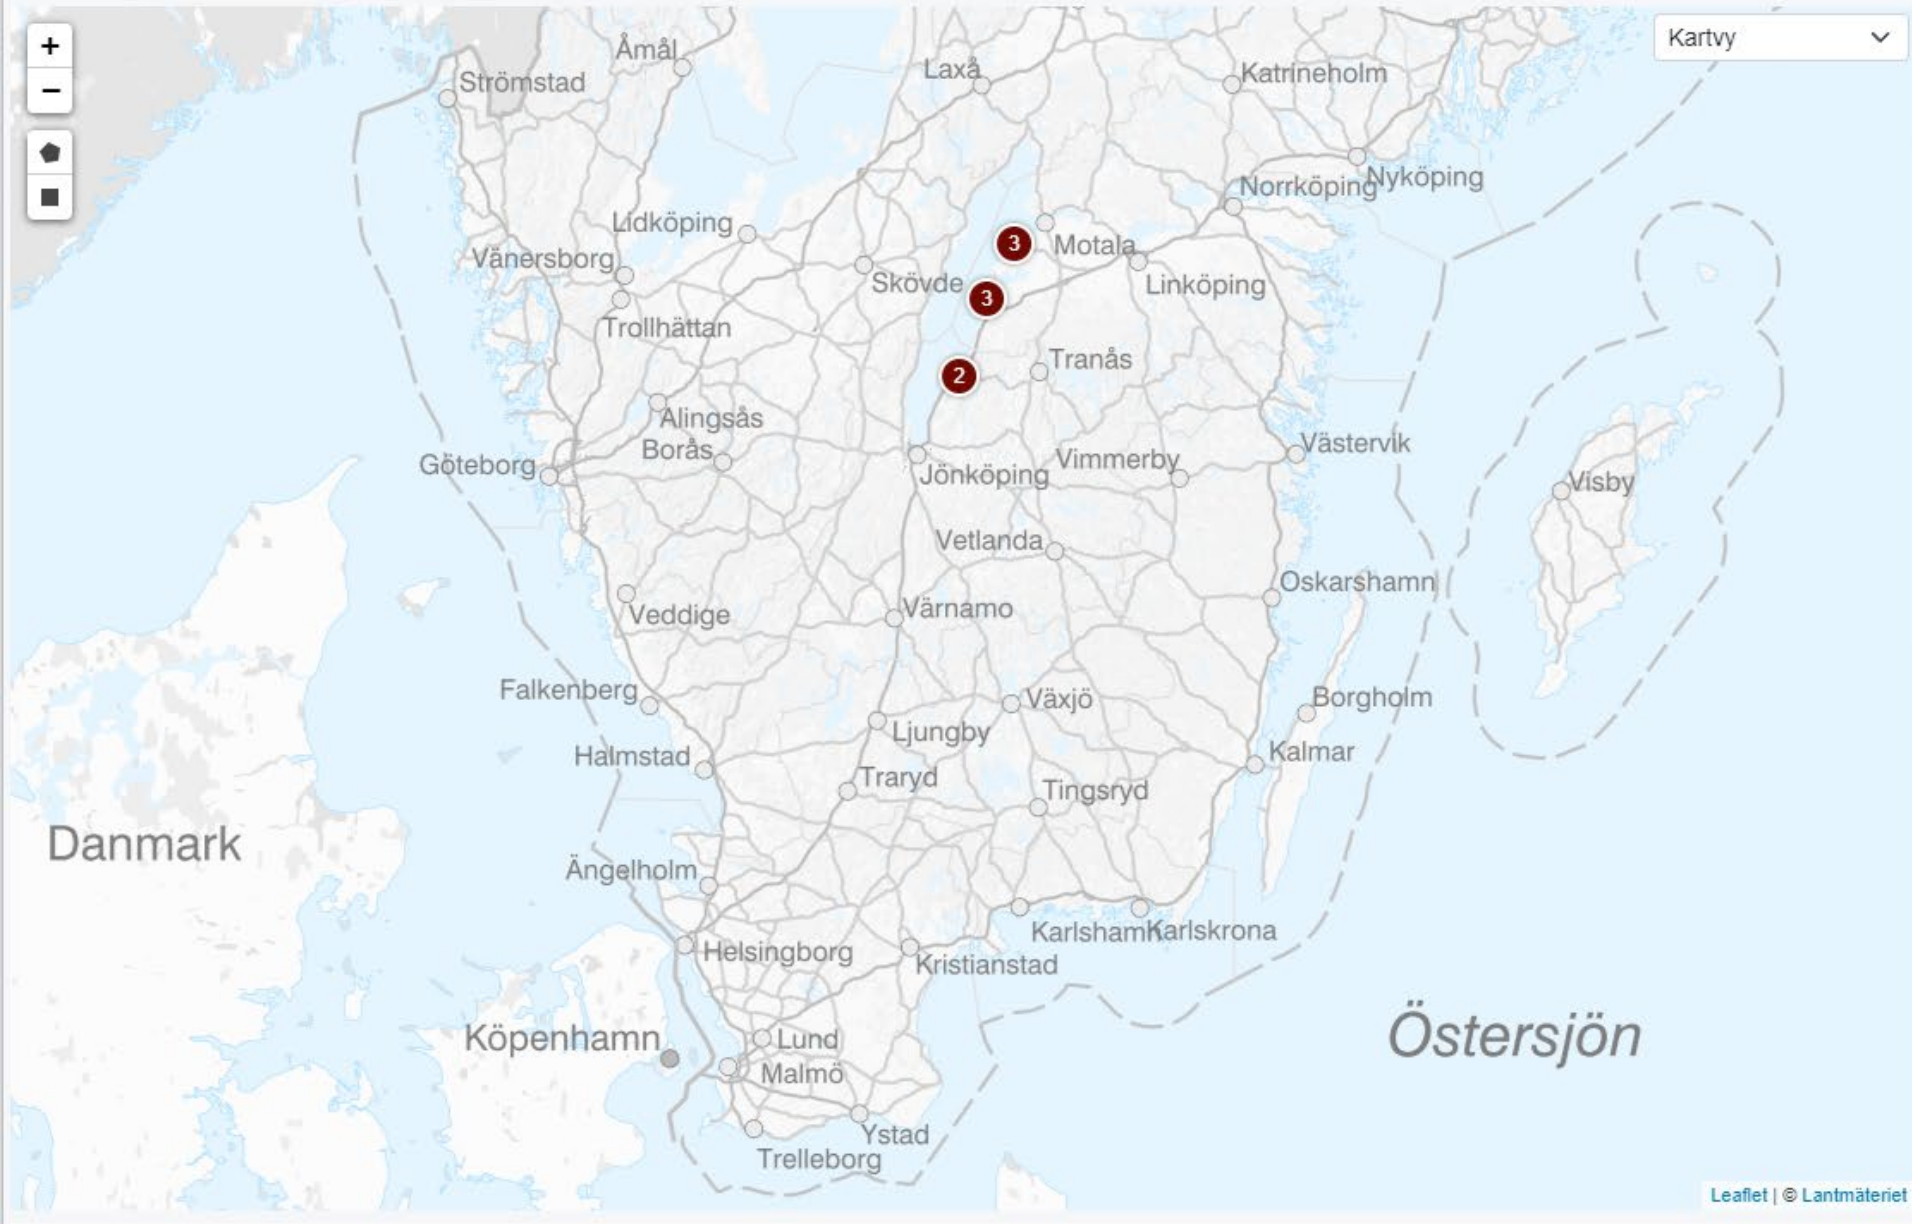 +
Kartvy
Åmål
Laxå
Katrineholm
−
Strömstad
Nyköping
Norrköping
Lidköping
3
Motala
Vänersborg
Skövde
Linköping
3
Trollhättan
Tranås
2
Alingsås
Västervik
Borås
Vimmerby
Göteborg
Jönköping
Visby
Vetlanda
Oskarshamn
Värnamo
Veddige
Falkenberg
Borgholm
Växjö
Ljungby
Kalmar
Halmstad
Traryd
Tingsryd
Danmark
Ängelholm
Karlshamn
Karlskrona
Helsingborg
Kristianstad
Östersjön
Köpenhamn
Lund
Malmö
Ystad
Trelleborg
Leaflet | © Lantmäteriet